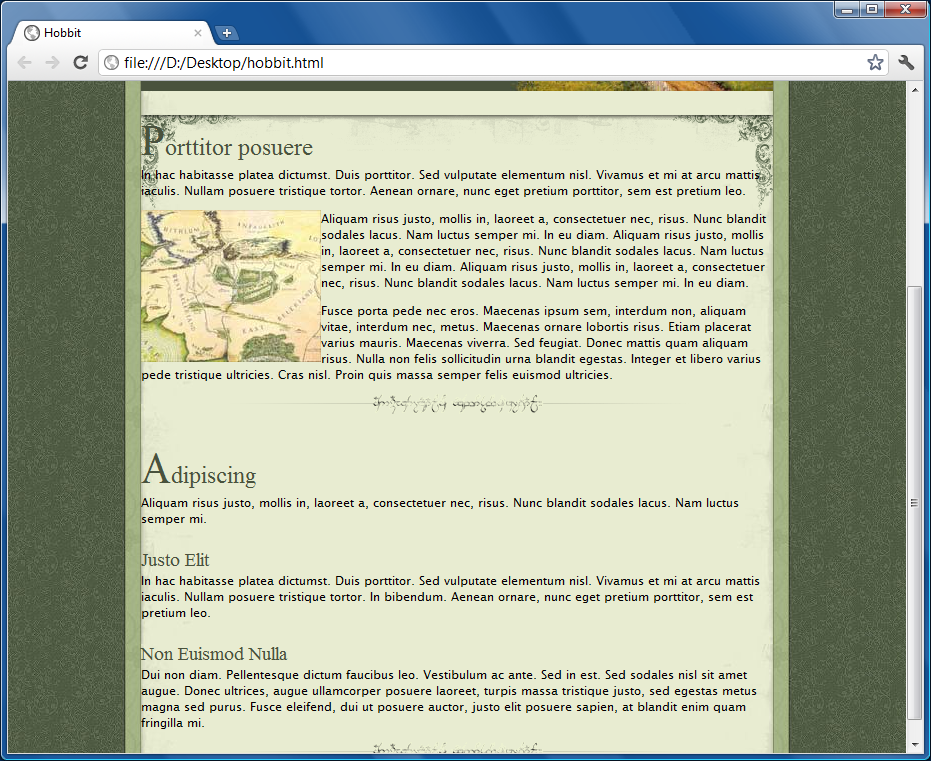 Hobbit
file:///D:/Desktop/hobbit.html
Porttitor posuere
In hac habitasse platea dictumst. Duis porttitor. Sed vulputate elementum nisl. Vivamus et mi at arcu mattis
iaculis. Nullam posuere tristique tortor. Aenean ornare, nunc eget pretium porttitor, sem est pretium leo.
HITHLUM
EAST BELERIAND
Aliquam risus justo, mollis in, laoreet a, consectetuer nec, risus. Nunc blandit
sodales lacus. Nam luctus semper mi. In eu diam. Aliquam risus justo, mollis
in, laoreet a, consectetuer nec, risus. Nunc blandit sodales lacus. Nam luctus
semper mi. In eu diam. Aliquam risus justo, mollis in, laoreet a, consectetuer
nec, risus. Nunc blandit sodales lacus. Nam luctus semper mi. In eu diam.
Fusce porta pede nec eros. Maecenas ipsum sem, interdum non, aliquam
vitae, interdum nec, metus. Maecenas ornare lobortis risus. Etiam placerat
varius mauris. Maecenas viverra. Sed feugiat. Donec mattis quam aliquam
risus. Nulla non felis sollicitudin urna blandit egestas. Integer et libero varius
pede tristique ultricies. Cras nisl. Proin quis massa semper felis euismod ultricies.
Adipiscing
Aliquam risus justo, mollis in, laoreet a, consectetuer nec, risus. Nunc blandit sodales lacus. Nam luctus
semper mi.
Justo Elit
In hac habitasse platea dictumst. Duis porttitor. Sed vulputate elementum nisl. Vivamus et mi at arcu mattis
iaculis. Nullam posuere tristique tortor. In bibendum. Aenean ornare, nunc eget pretium porttitor, sem est
pretium leo.
Non Euismod Nulla
Dui non diam. Pellentesque dictum faucibus leo. Vestibulum ac ante. Sed in est. Sed sodales nisl sit amet
augue. Donec ultrices, augue ullamcorper posuere laoreet, turpis massa tristique justo, sed egestas metus
magna sed purus. Fusce eleifend, dui ut posuere auctor, justo elit posuere sapien, at blandit enim quam
fringilla mi.